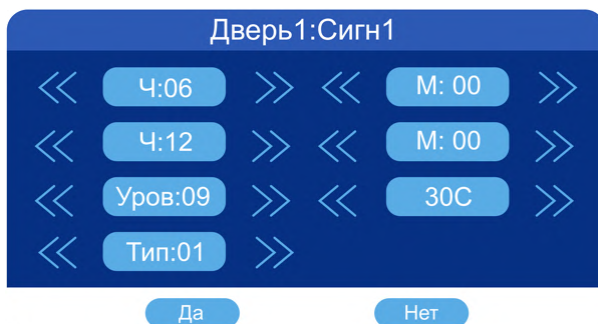 Дверь1:Сигн1
Ч:06 М: 00
Ч:12 М: 00
Уров:09 30С
Тип:01
Да Нет